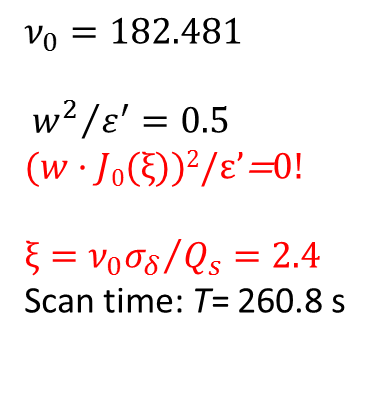 ν₀ = 182.481
w²/ε′ = 0.5
(w · J₀(ξ))²/ε’=0!
ξ = ν₀σ_δ/Q_s = 2.4
Scan time: T= 260.8 s